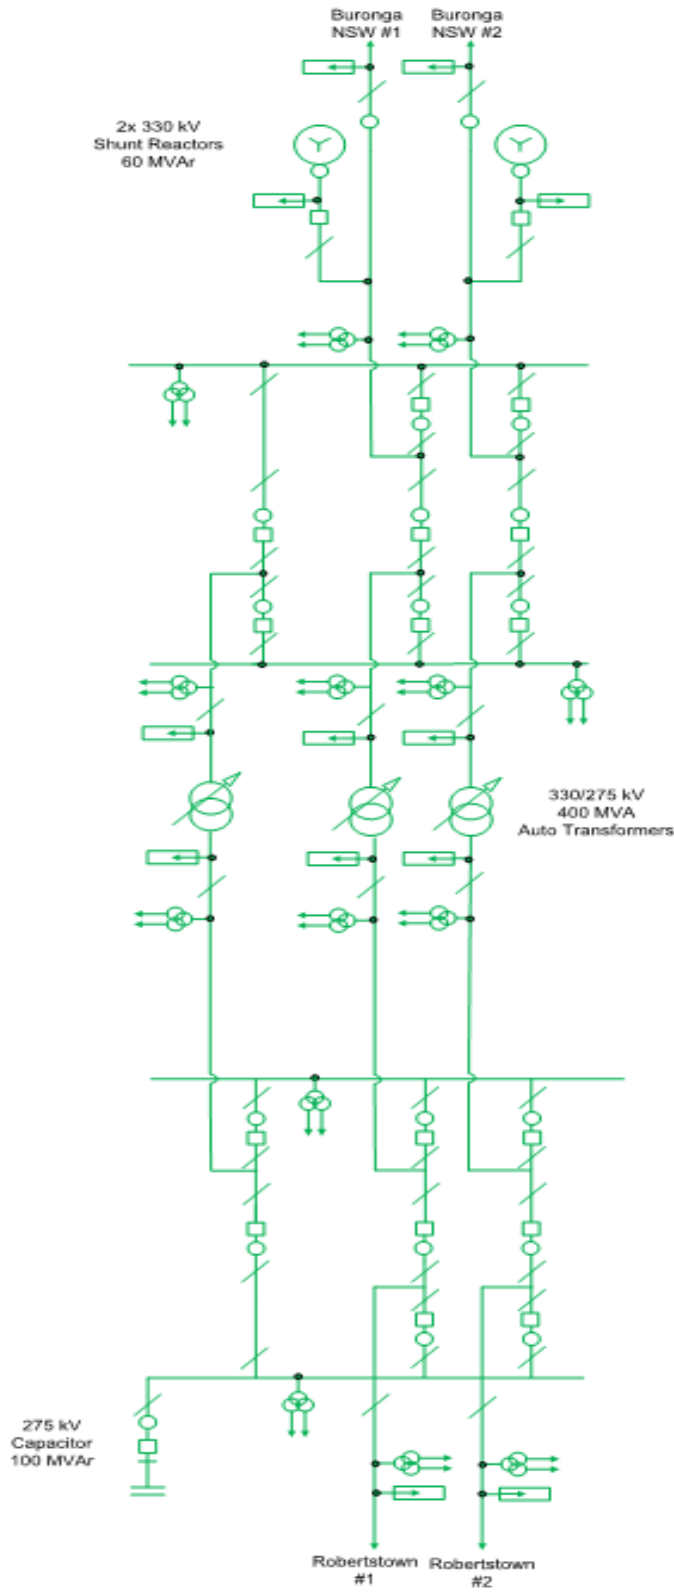 Buronga
NSW #1
Buronga
NSW #2
2x 330 kV
Shunt Reactors
60 MVAr
330/275 kV
400 MVA
Auto Transformers
275 kV
Capacitor
100 MVAr
Robertstown
#1
Robertstown
#2